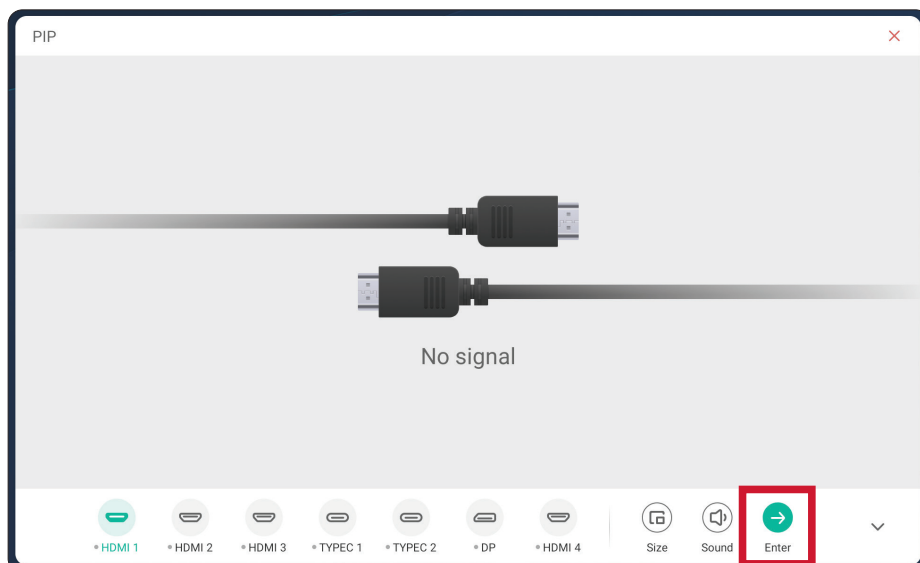 PIP
No signal
HDMI 1 HDMI 2 HDMI 3 TYPEC 1 TYPEC 2 DP HDMI 4 Size Sound Enter